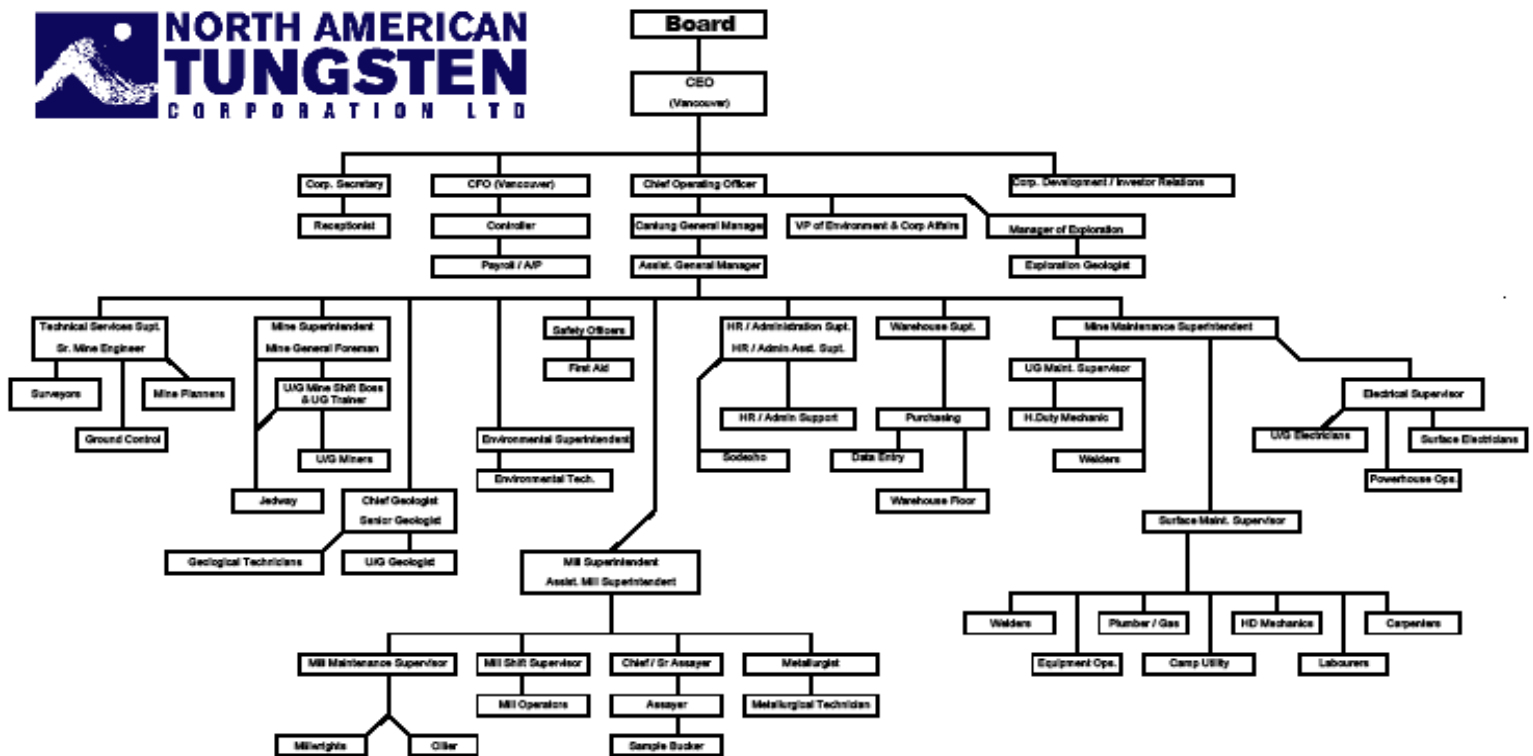 NORTH AMERICAN
TUNGSTEN
CORPORATION LTD
Board
CEO
(Vancouver)
Corp. Secretary
CFO (Vancouver)
Chief Operating Officer
Corp. Development / Investor Relations
Receptionist
Controller
Cantung General Manager
VP of Environment & Corp Affairs
Manager of Exploration
Payroll / A/P
Assist. General Manager
Exploration Geologist
Technical Services Supt.
Sr. Mine Engineer
Mine Superintendent
Mine General Foreman
Safety Officers
HR / Administration Supt.
HR / Admin Asst. Supt.
Warehouse Supt.
Mine Maintenance Superintendent
First Aid
UG Maint. Supervisor
Surveyors
Mine Planners
U/G Mine Shift Boss
& UG Trainer
Electrical Supervisor
HR / Admin Support
Purchasing
H.Duty Mechanic
Ground Control
Environmental Superintendent
U/G Electricians
Surface Electricians
U/G Miners
Sodexho
Data Entry
Welders
Environmental Tech.
Powerhouse Ops.
Jedway
Chief Geologist
Senior Geologist
Warehouse Floor
Surface Maint. Supervisor
Geological Technicians
U/G Geologist
Mill Superintendent
Assist. Mill Superintendent
Welders
Plumber / Gas
HD Mechanics
Carpenters
Mill Maintenance Supervisor
Mill Shift Supervisor
Chief / Sr Assayer
Metallurgist
Equipment Ops.
Camp Utility
Labourers
Mill Operators
Assayer
Metallurgical Technician
Millwrights
Oiler
Sample Bucker